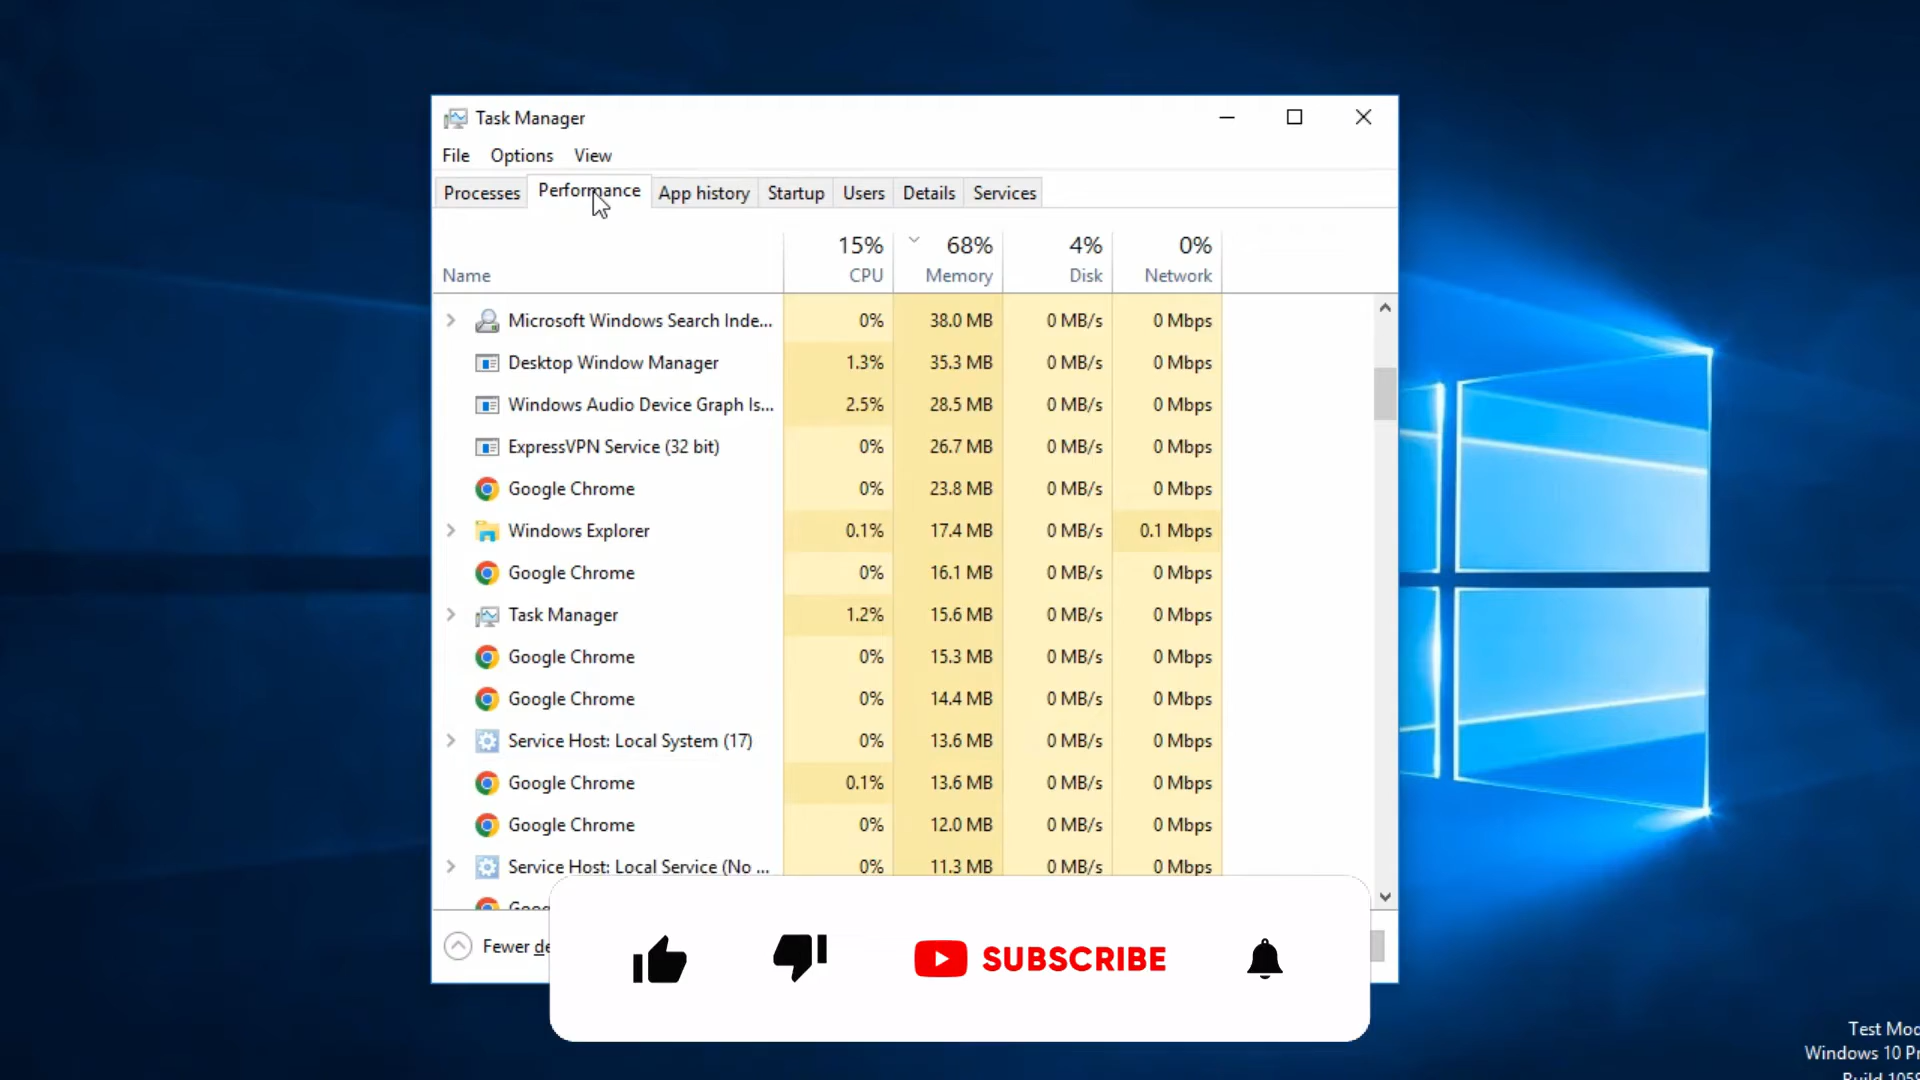 Task Manager
File Options View
Processes Performance App history Startup Users Details Services
15% 68% 4% 0%
Name CPU Memory Disk Network
Microsoft Windows Search Inde... 0% 38.0 MB 0 MB/s 0 Mbps
Desktop Window Manager 1.3% 35.3 MB 0 MB/s 0 Mbps
Windows Audio Device Graph Is... 2.5% 28.5 MB 0 MB/s 0 Mbps
ExpressVPN Service (32 bit) 0% 26.7 MB 0 MB/s 0 Mbps
Google Chrome 0% 23.8 MB 0 MB/s 0 Mbps
Windows Explorer 0.1% 17.4 MB 0 MB/s 0.1 Mbps
Google Chrome 0% 16.1 MB 0 MB/s 0 Mbps
Task Manager 1.2% 15.6 MB 0 MB/s 0 Mbps
Google Chrome 0% 15.3 MB 0 MB/s 0 Mbps
Google Chrome 0% 14.4 MB 0 MB/s 0 Mbps
Service Host: Local System (17) 0% 13.6 MB 0 MB/s 0 Mbps
Google Chrome 0.1% 13.6 MB 0 MB/s 0 Mbps
Google Chrome 0% 12.0 MB 0 MB/s 0 Mbps
Service Host: Local Service (No ... 0% 11.3 MB 0 MB/s 0 Mbps
Fewer de
SUBSCRIBE
Test Mod
Windows 10 Pr
Build 1058